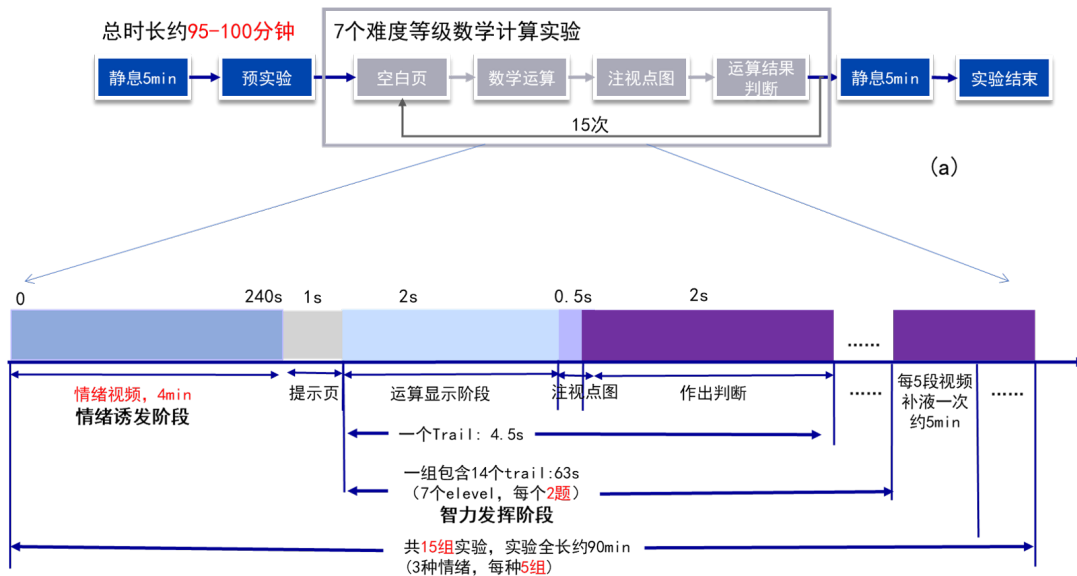 总时长约95-100分钟
7个难度等级数学计算实验
静息5min
预实验
空白页
数学运算
注视点图
运算结果
判断
静息5min
实验结束
15次
(a)
0
240s
1s
2s
0.5s
2s
……
情绪视频，4min
情绪诱发阶段
提示页
运算显示阶段
注视点图
作出判断
……
每5段视频
补液一次
约5min
……
一个Trail: 4.5s
一组包含14个trail:63s
（7个elevel，每个2题）
智力发挥阶段
共15组实验，实验全长约90min
(3种情绪，每种5组)